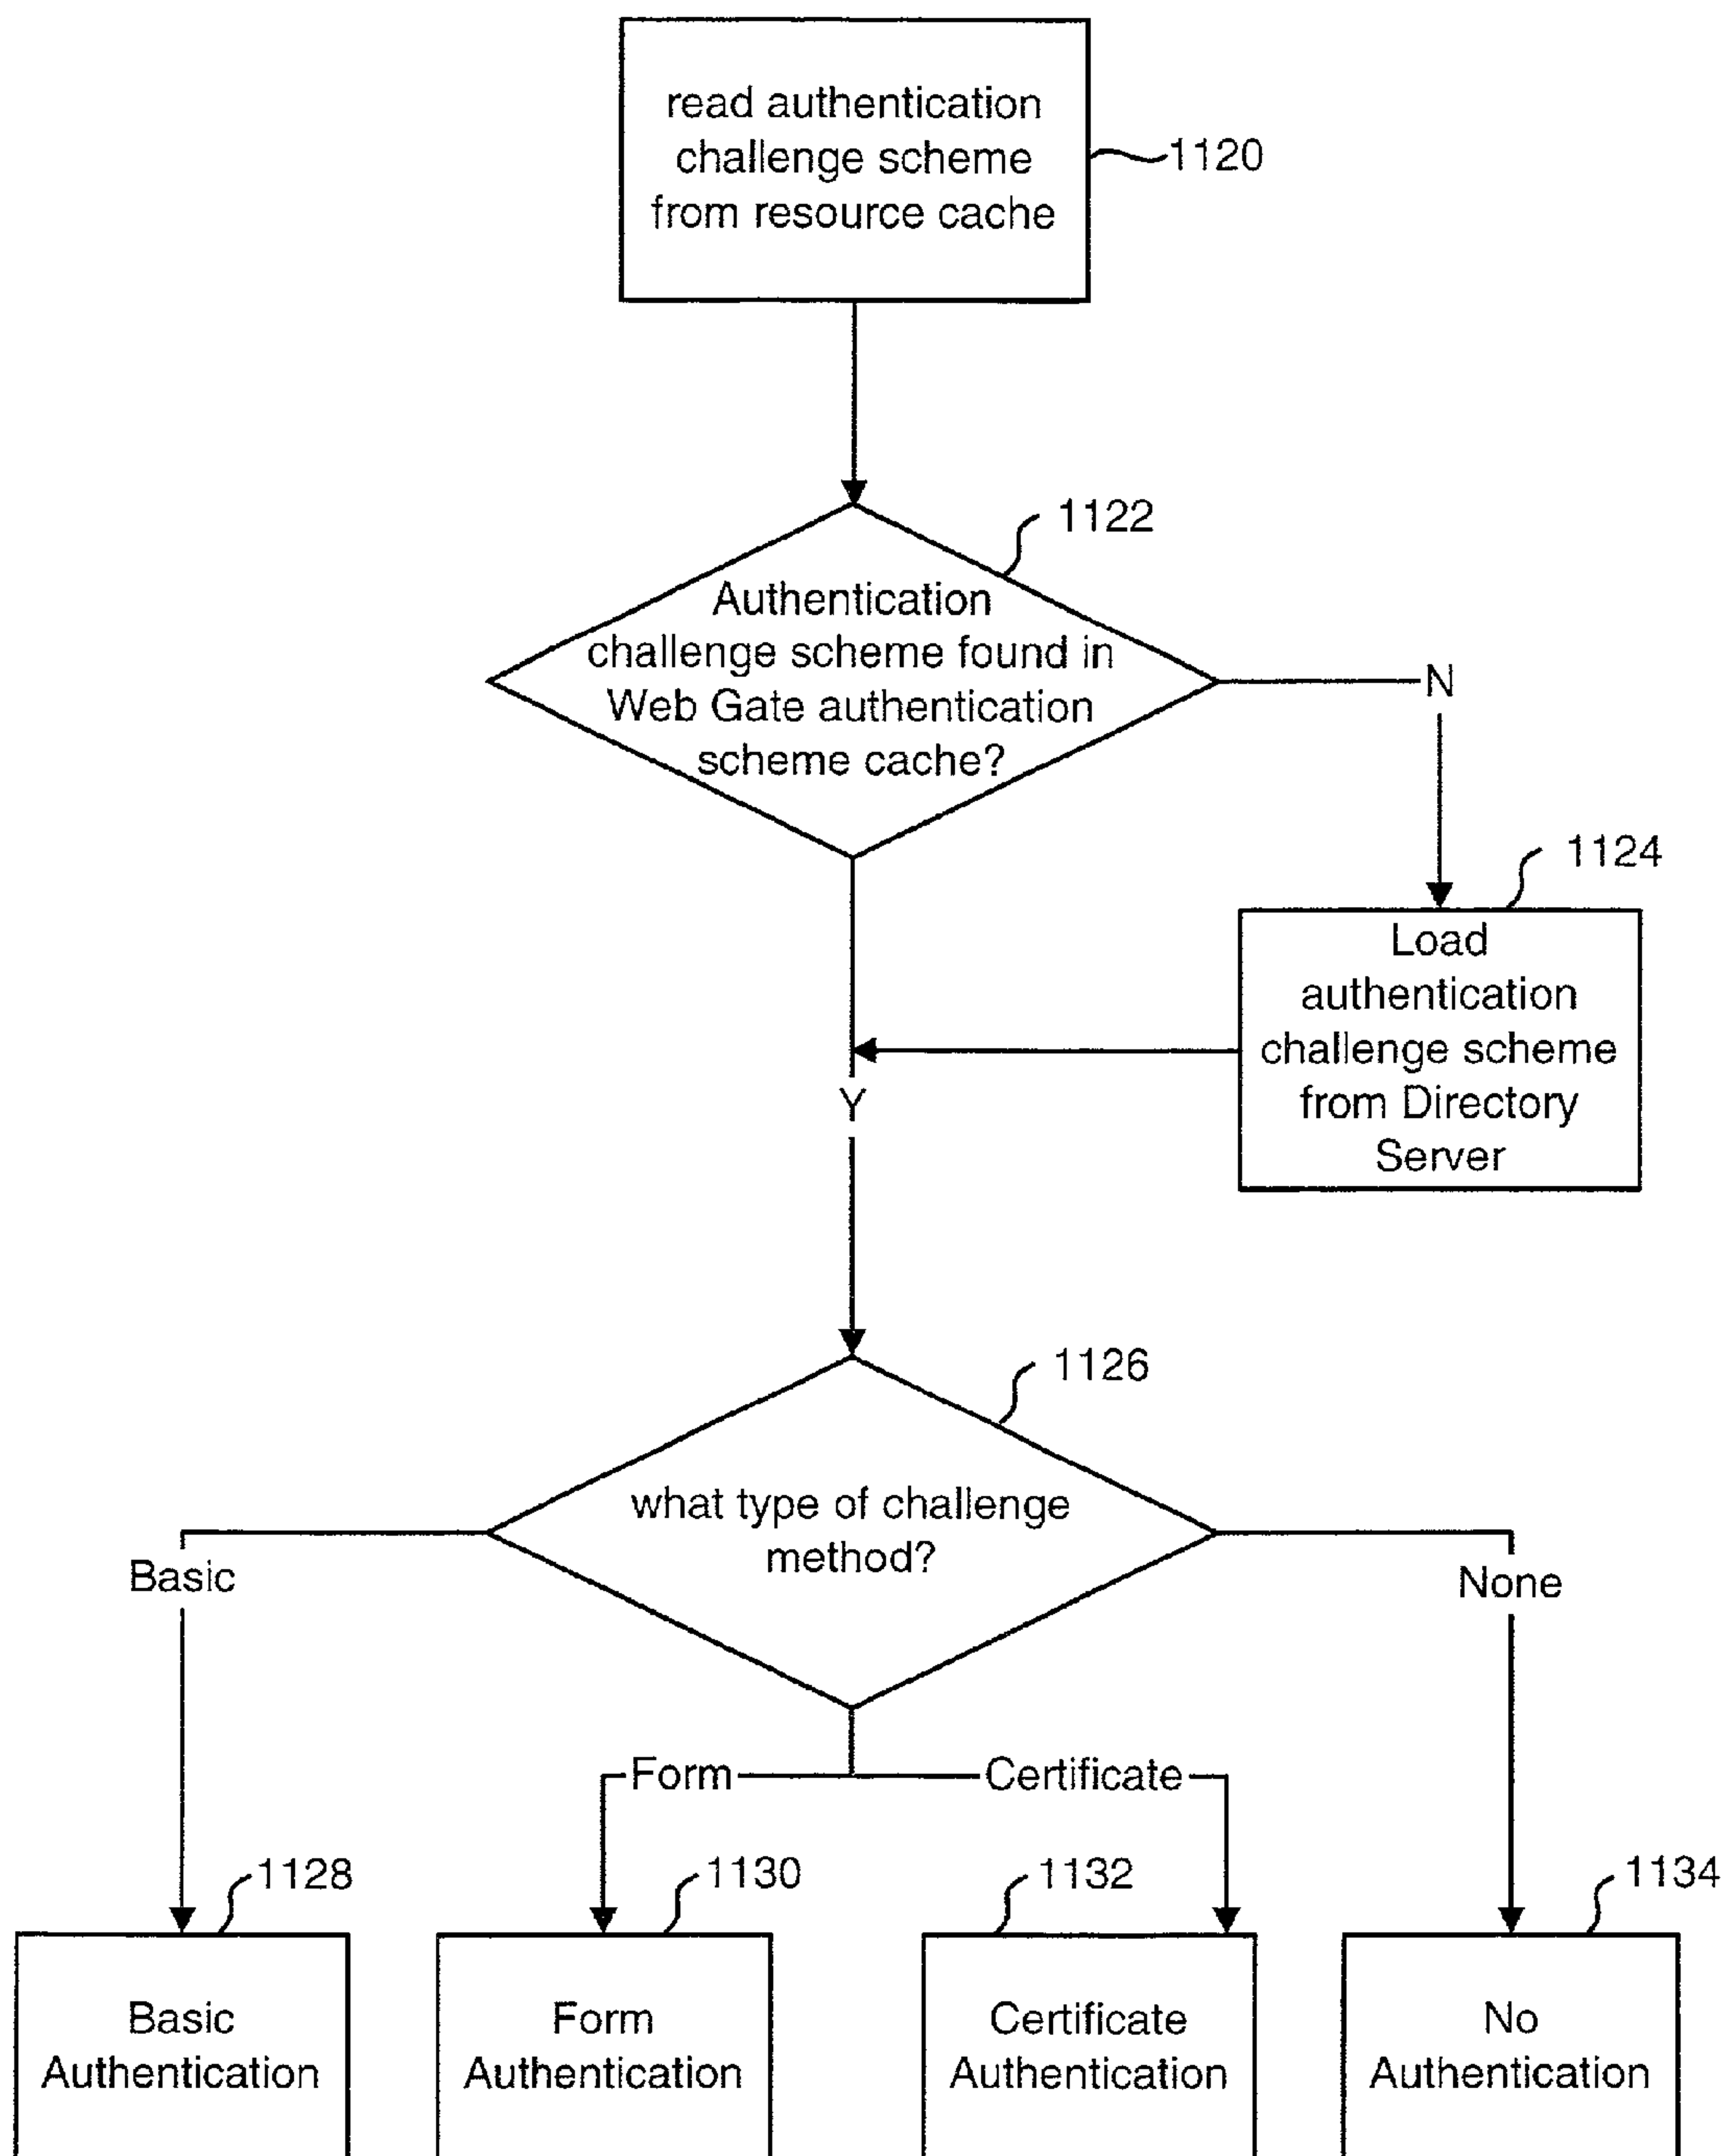 read authentication
challenge scheme
from resource cache
1120
1122
Authentication
challenge scheme found in
Web Gate authentication
scheme cache?
N
1124
Load
authentication
challenge scheme
from Directory
Server
Y
1126
what type of challenge
method?
Basic
None
Form
Certificate
1128
1130
1132
1134
Basic
Authentication
Form
Authentication
Certificate
Authentication
No
Authentication